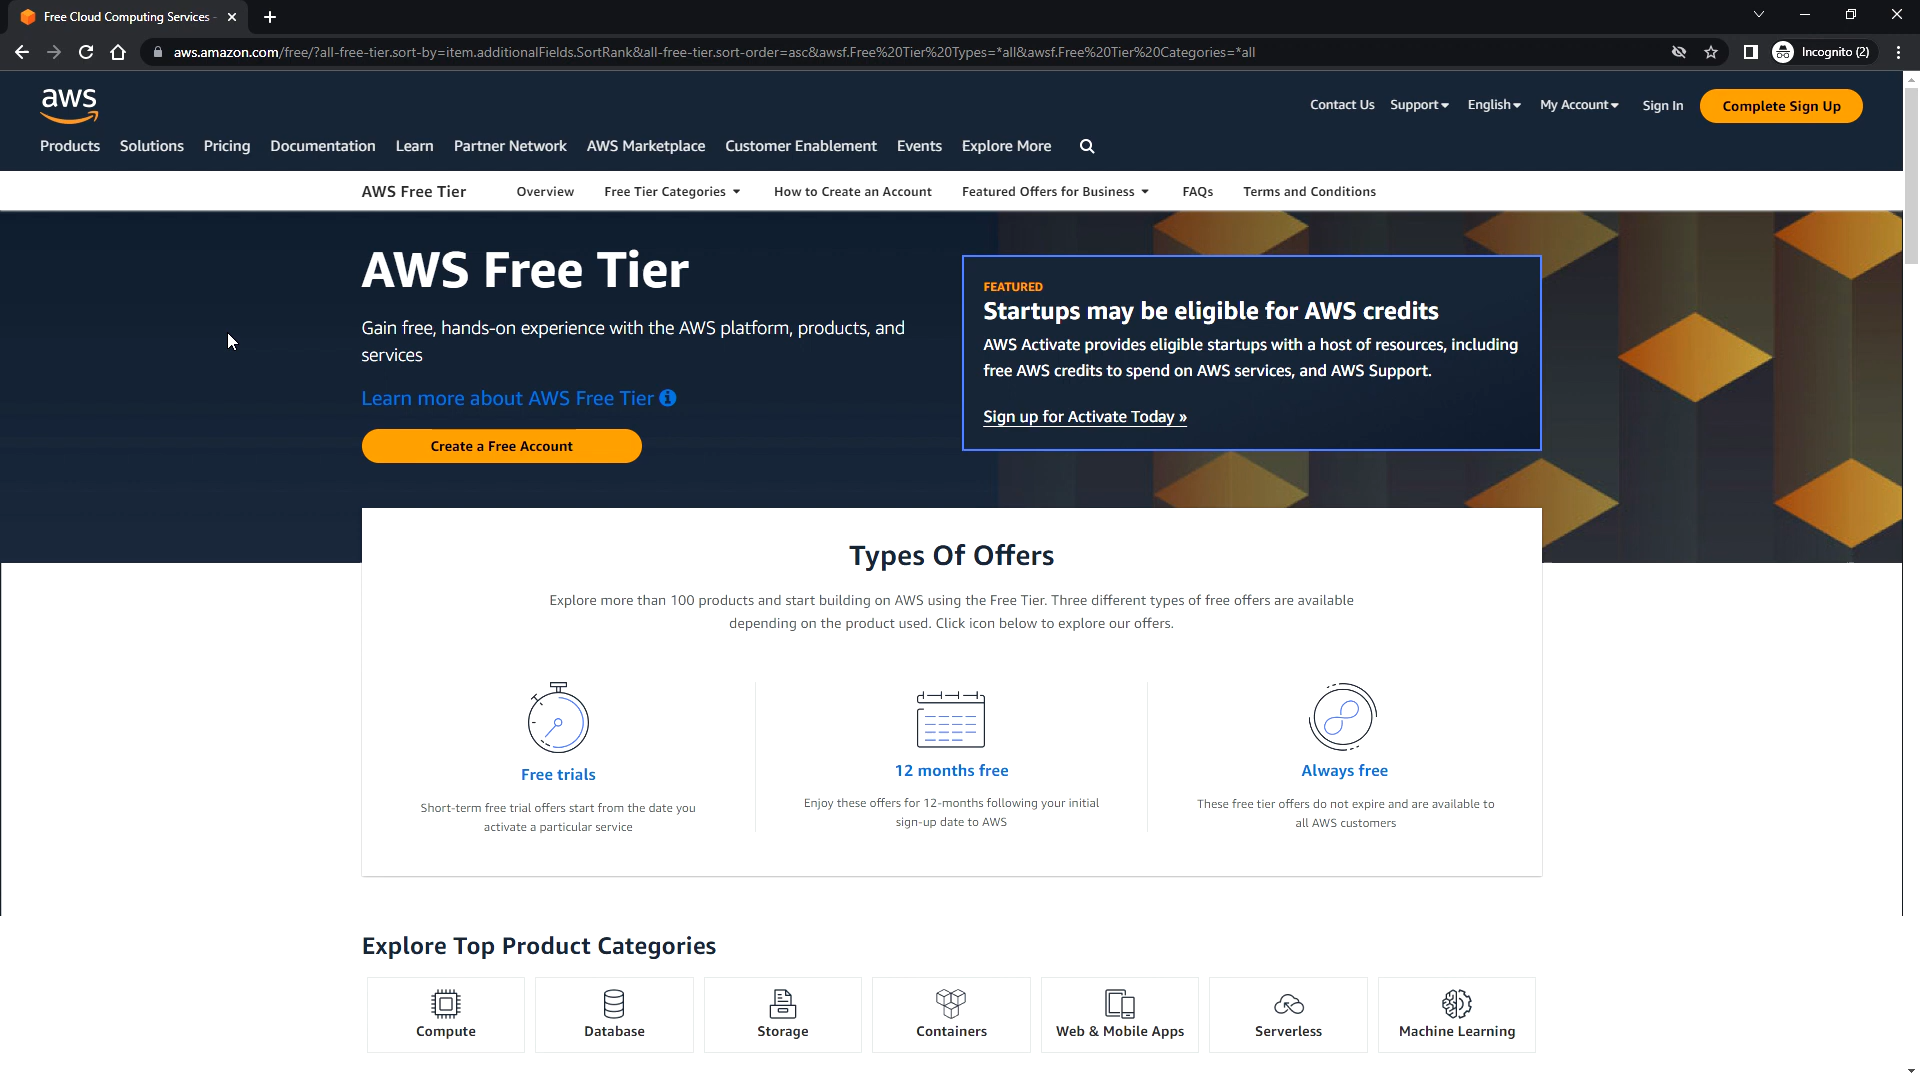 Free Cloud Computing Services -
aws.amazon.com/free/?all-free-tier.sort-by=item.additionalFields.SortRank&all-free-tier.sort-order=asc&awsf.Free%20Tier%20Types=*all&awsf.Free%20Tier%20Categories=*all
Incognito (2)
aws
Contact Us Support English My Account Sign In Complete Sign Up
Products Solutions Pricing Documentation Learn Partner Network AWS Marketplace Customer Enablement Events Explore More
AWS Free Tier Overview Free Tier Categories How to Create an Account Featured Offers for Business FAQs Terms and Conditions
AWS Free Tier
Gain free, hands-on experience with the AWS platform, products, and
services
Learn more about AWS Free Tier
Create a Free Account
FEATURED
Startups may be eligible for AWS credits
AWS Activate provides eligible startups with a host of resources, including
free AWS credits to spend on AWS services, and AWS Support.
Sign up for Activate Today »
Types Of Offers
Explore more than 100 products and start building on AWS using the Free Tier. Three different types of free offers are available
depending on the product used. Click icon below to explore our offers.
Free trials
Short-term free trial offers start from the date you
activate a particular service
12 months free
Enjoy these offers for 12-months following your initial
sign-up date to AWS
Always free
These free tier offers do not expire and are available to
all AWS customers
Explore Top Product Categories
Compute
Database
Storage
Containers
Web & Mobile Apps
Serverless
Machine Learning